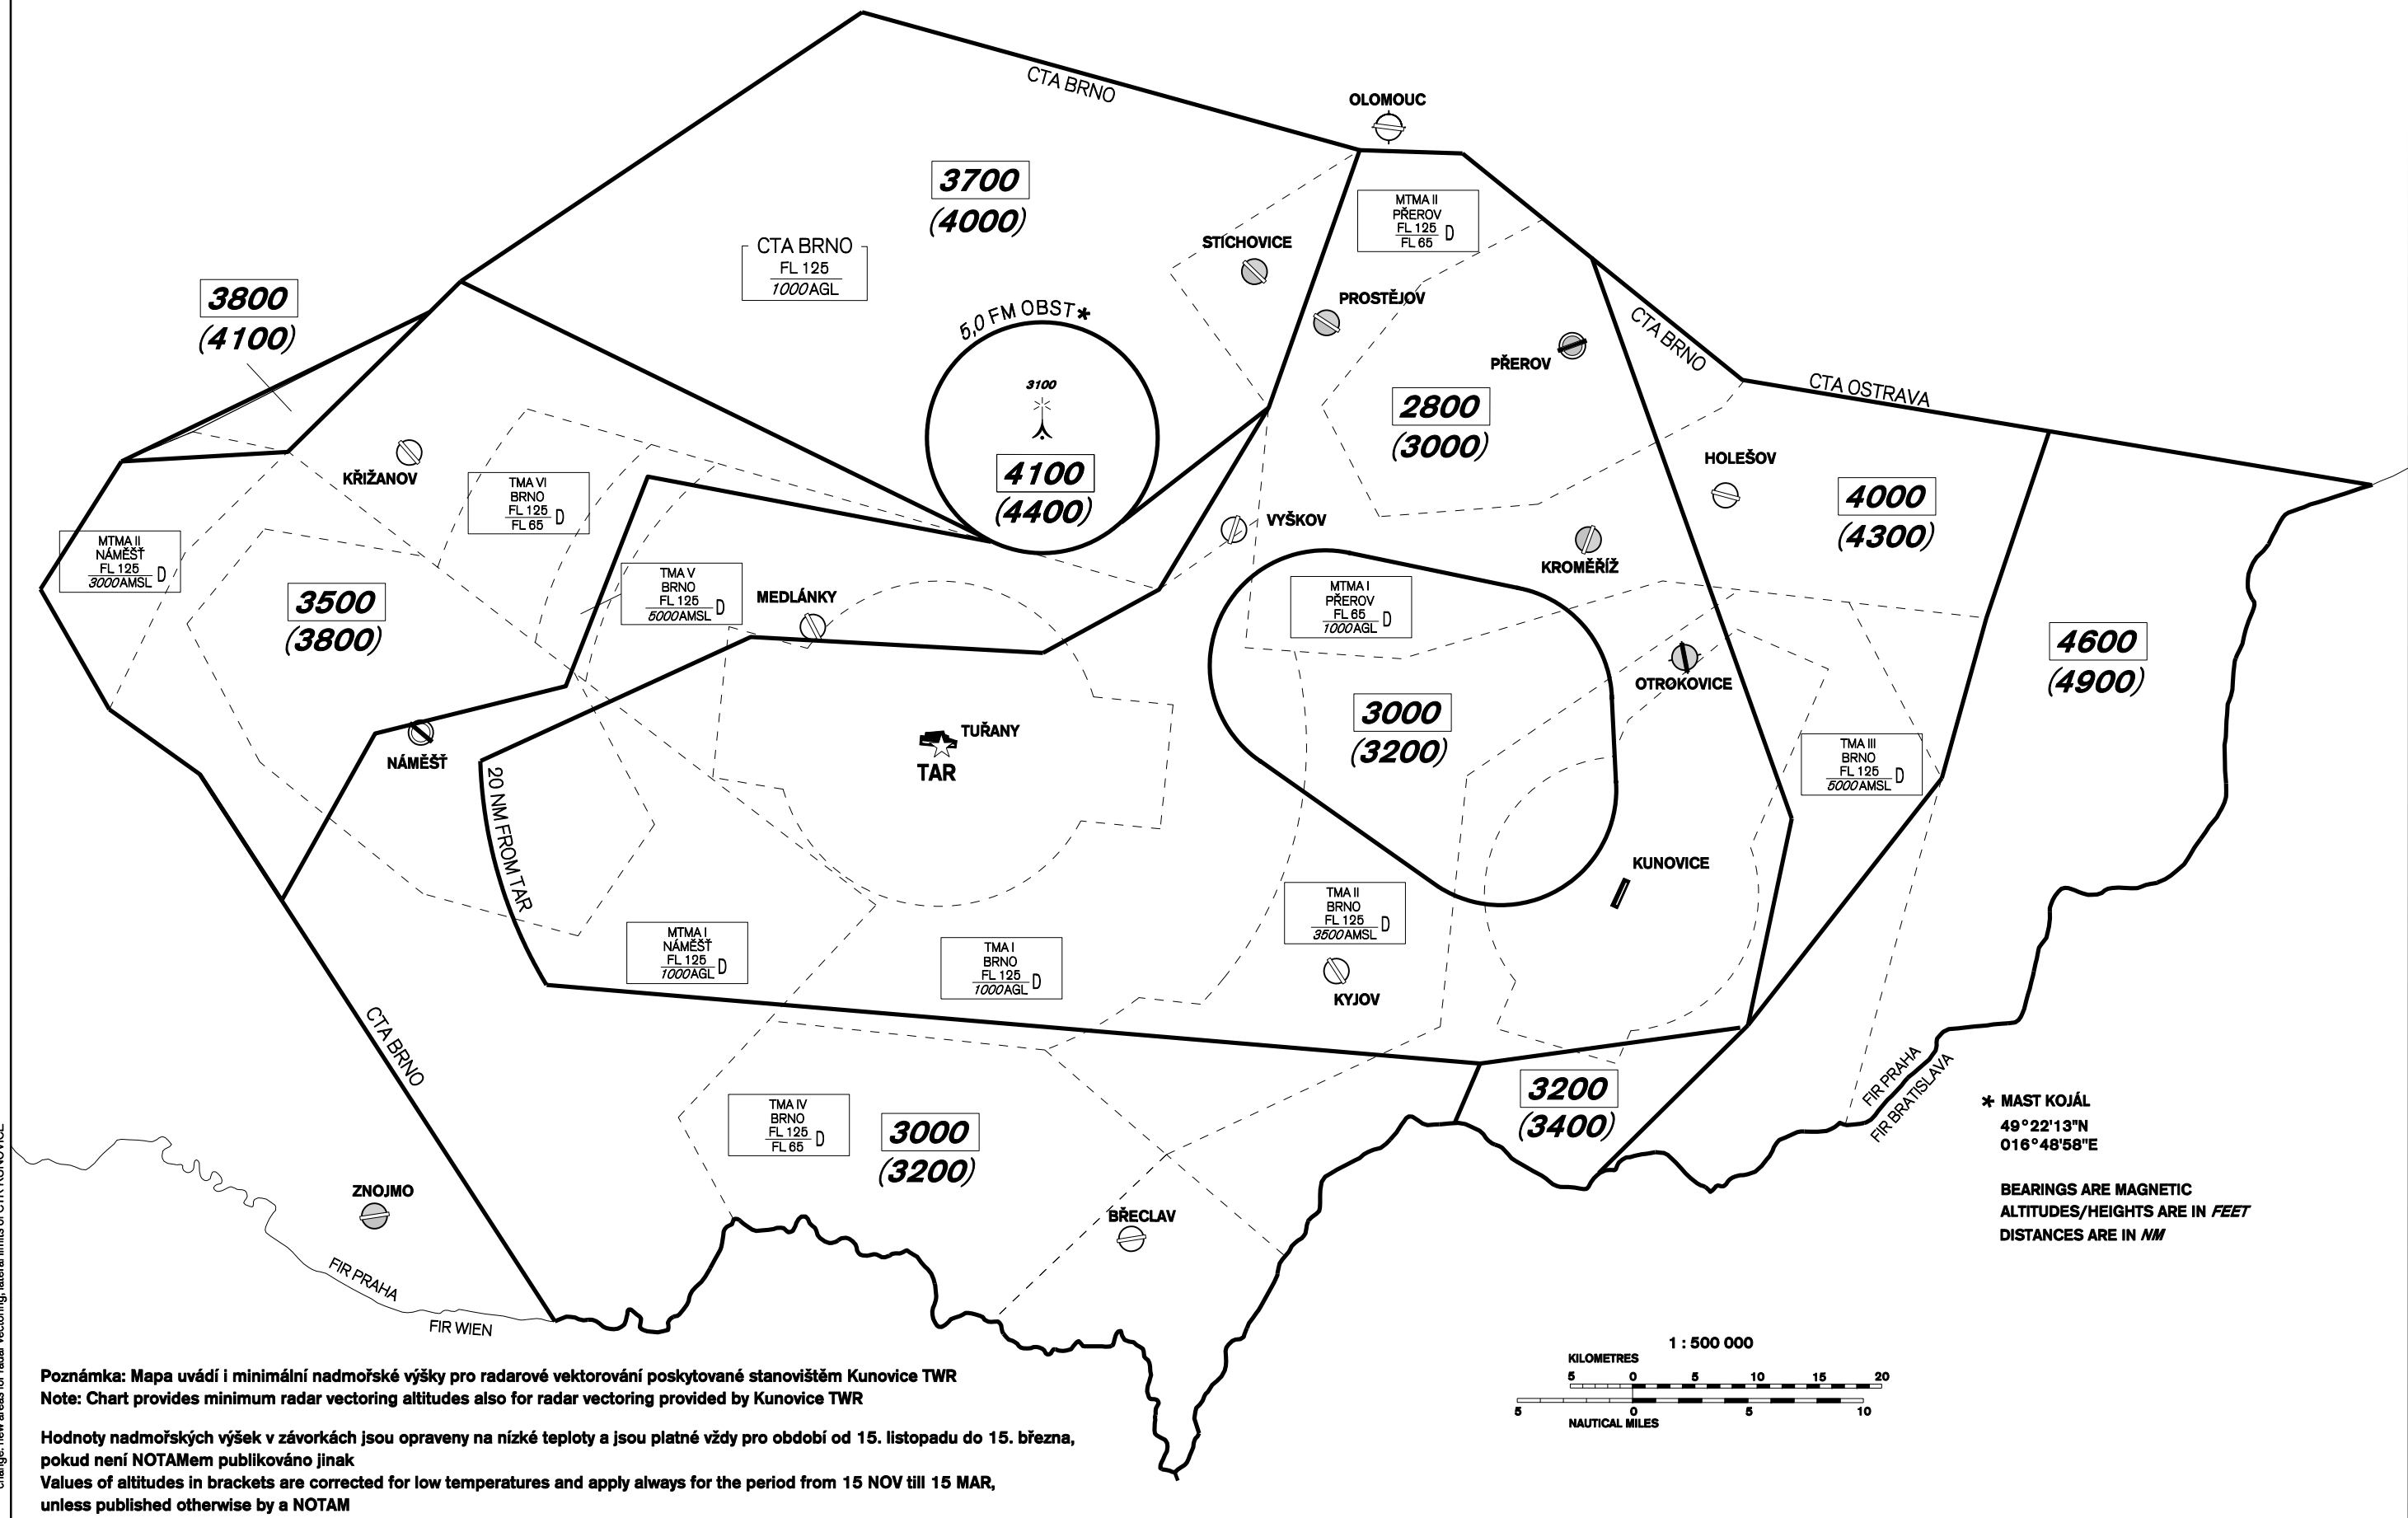 CTA BRNO
OLOMOUC
3700
(4000)
MTMA II
PŘEROV
FL 125
FL 65
D
STICHOVICE
CTA BRNO
FL 125
1000 AGL
3800
(4100)
PROSTĚJOV
5,0 FM OBST *
CTA BRNO
PŘEROV
3100
CTA OSTRAVA
2800
(3000)
KŘIŽANOV
4100
(4400)
HOLEŠOV
TMA VI
BRNO
FL 125
FL 65
D
4000
(4300)
VYŠKOV
MTMA II
NÁMĚŠŤ
FL 125
3000 AMSL
D
KROMĚŘÍŽ
3500
(3800)
TMA V
BRNO
FL 125
5000 AMSL
D
MEDLÁNKY
MTMA I
PŘEROV
FL 65
1000 AGL
D
4600
(4900)
OTROKOVICE
3000
(3200)
TUŘANY
TAR
NÁMĚŠŤ
TMA III
BRNO
FL 125
5000 AMSL
D
20 NM FROM TAR
KUNOVICE
TMA II
BRNO
FL 125
3500 AMSL
D
MTMA I
NÁMĚŠŤ
FL 125
1000 AGL
D
TMA I
BRNO
FL 125
1000 AGL
D
KYJOV
CTA BRNO
FIR PRAHA
FIR BRATISLAVA
3200
(3400)
TMA IV
BRNO
FL 125
FL 65
D
3000
(3200)
* MAST KOJÁL
49°22'13"N
016°48'58"E
ZNOJMO
BŘECLAV
BEARINGS ARE MAGNETIC
ALTITUDES/HEIGHTS ARE IN FEET
DISTANCES ARE IN NM
FIR PRAHA
FIR WIEN
1 : 500 000
KILOMETRES
5 0 5 10 15 20
5 0 5 10
NAUTICAL MILES
Poznámka: Mapa uvádí i minimální nadmořské výšky pro radarové vektorování poskytované stanovištěm Kunovice TWR
Note: Chart provides minimum radar vectoring altitudes also for radar vectoring provided by Kunovice TWR
Hodnoty nadmořských výšek v závorkách jsou opraveny na nízké teploty a jsou platné vždy pro období od 15. listopadu do 15. března,
pokud není NOTAMem publikováno jinak
Values of altitudes in brackets are corrected for low temperatures and apply always for the period from 15 NOV till 15 MAR,
unless published otherwise by a NOTAM